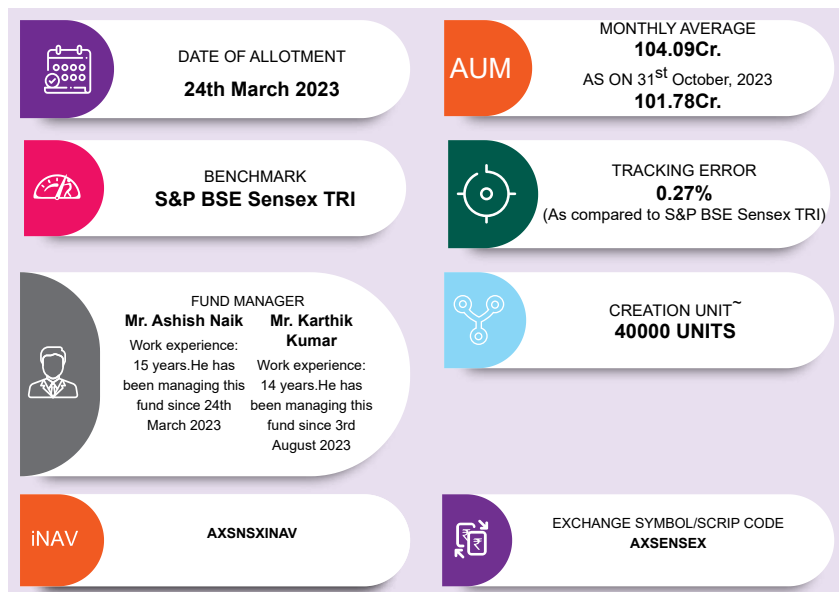 DATE OF ALLOTMENT
24th March 2023
AUM
MONTHLY AVERAGE
104.09Cr.
AS ON 31st October, 2023
101.78Cr.
BENCHMARK
S&P BSE Sensex TRI
TRACKING ERROR
0.27%
(As compared to S&P BSE Sensex TRI)
FUND MANAGER
Mr. Ashish Naik
Work experience:
15 years.He has
been managing this
fund since 24th
March 2023
Mr. Karthik
Kumar
Work experience:
14 years.He has
been managing this
fund since 3rd
August 2023
CREATION UNIT~
40000 UNITS
iNAV
AXSNSXINAV
₹
₹
EXCHANGE SYMBOL/SCRIP CODE
AXSENSEX